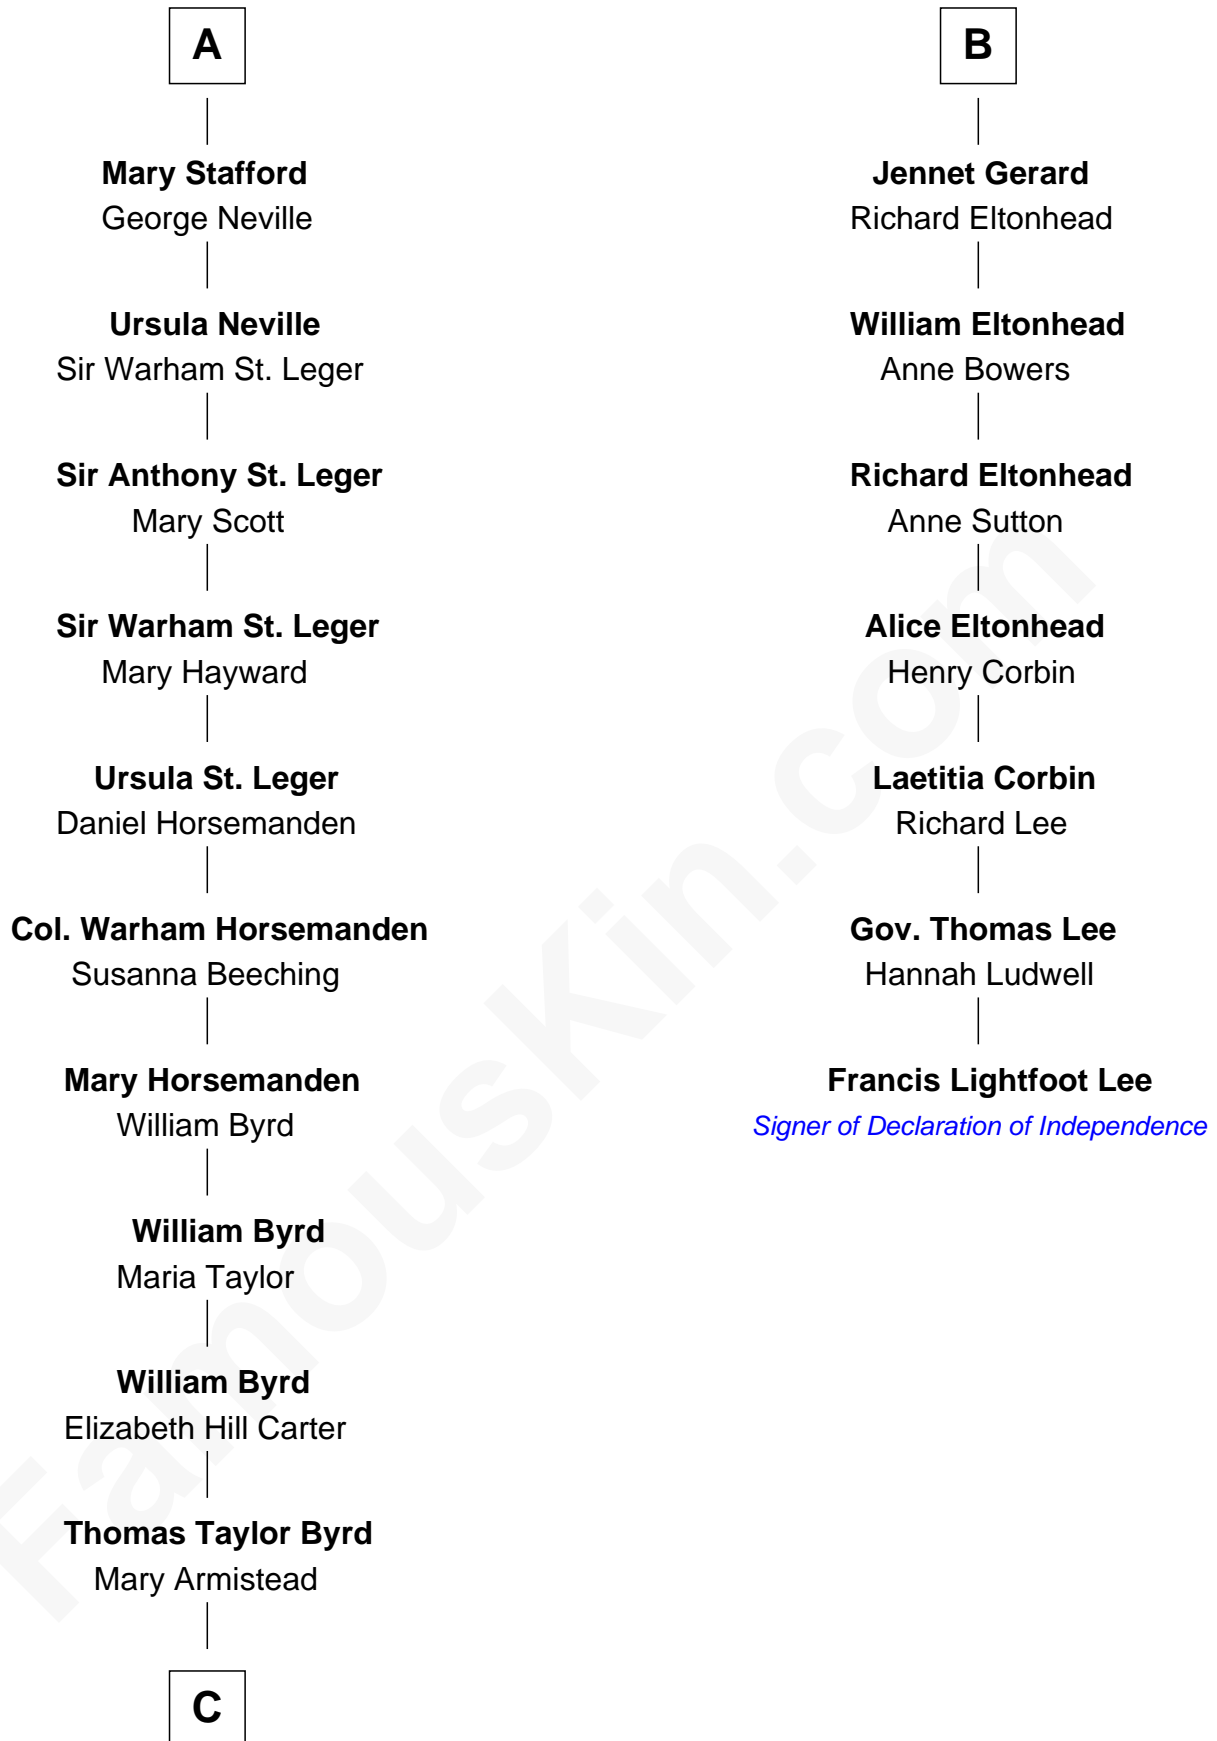 A
Mary Stafford
George Neville
Ursula Neville
Sir Warham St. Leger
Sir Anthony St. Leger
Mary Scott
Sir Warham St. Leger
Mary Hayward
Ursula St. Leger
Daniel Horsemanden
Col. Warham Horsemanden
Susanna Beeching
Mary Horsemanden
William Byrd
William Byrd
Maria Taylor
William Byrd
Elizabeth Hill Carter
Thomas Taylor Byrd
Mary Armistead
C
B
Jennet Gerard
Richard Eltonhead
William Eltonhead
Anne Bowers
Richard Eltonhead
Anne Sutton
Alice Eltonhead
Henry Corbin
Laetitia Corbin
Richard Lee
Gov. Thomas Lee
Hannah Ludwell
Francis Lightfoot Lee
Signer of Declaration of Independence
FamousKin.com